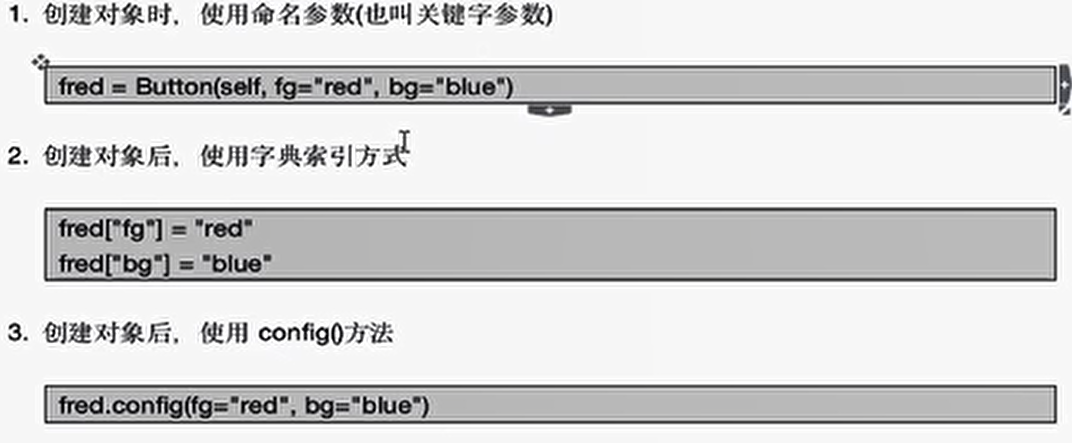 1. 创建对象时，使用命名参数(也叫关键字参数)
fred = Button(self, fg="red", bg="blue")
2. 创建对象后，使用字典索引方式
fred["fg"] = "red"
fred["bg"] = "blue"
3. 创建对象后，使用 config()方法
fred.config(fg="red", bg="blue")